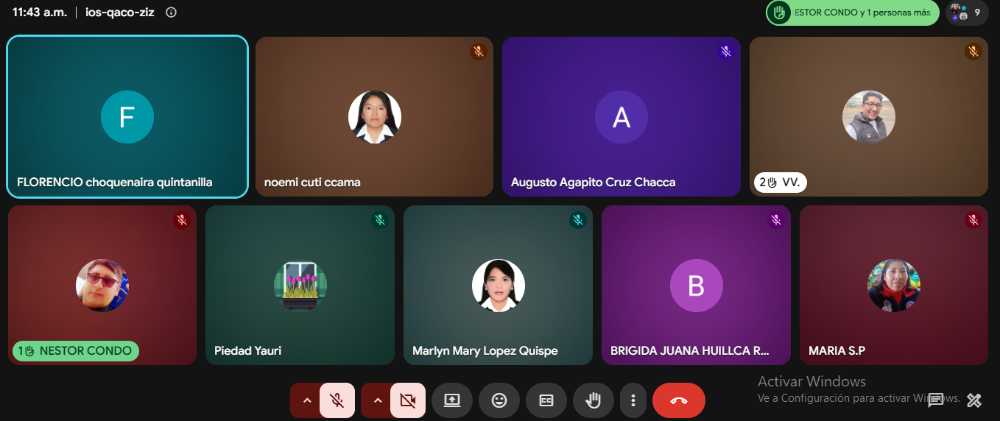 11:43 a.m. | ios-qaco-ziz
ESTOR CONDO y 1 personas más
9
F
FLORENCIO choquenaira quintanilla
noemi cuti ccama
A
Augusto Agapito Cruz Chacca
2 VV.
1 NESTOR CONDO
Piedad Yauri
Marlyn Mary Lopez Quispe
B
BRIGIDA JUANA HUILLCA R...
MARIA S.P
CC
Activar Windows
Ve a Configuración para activar Windows.